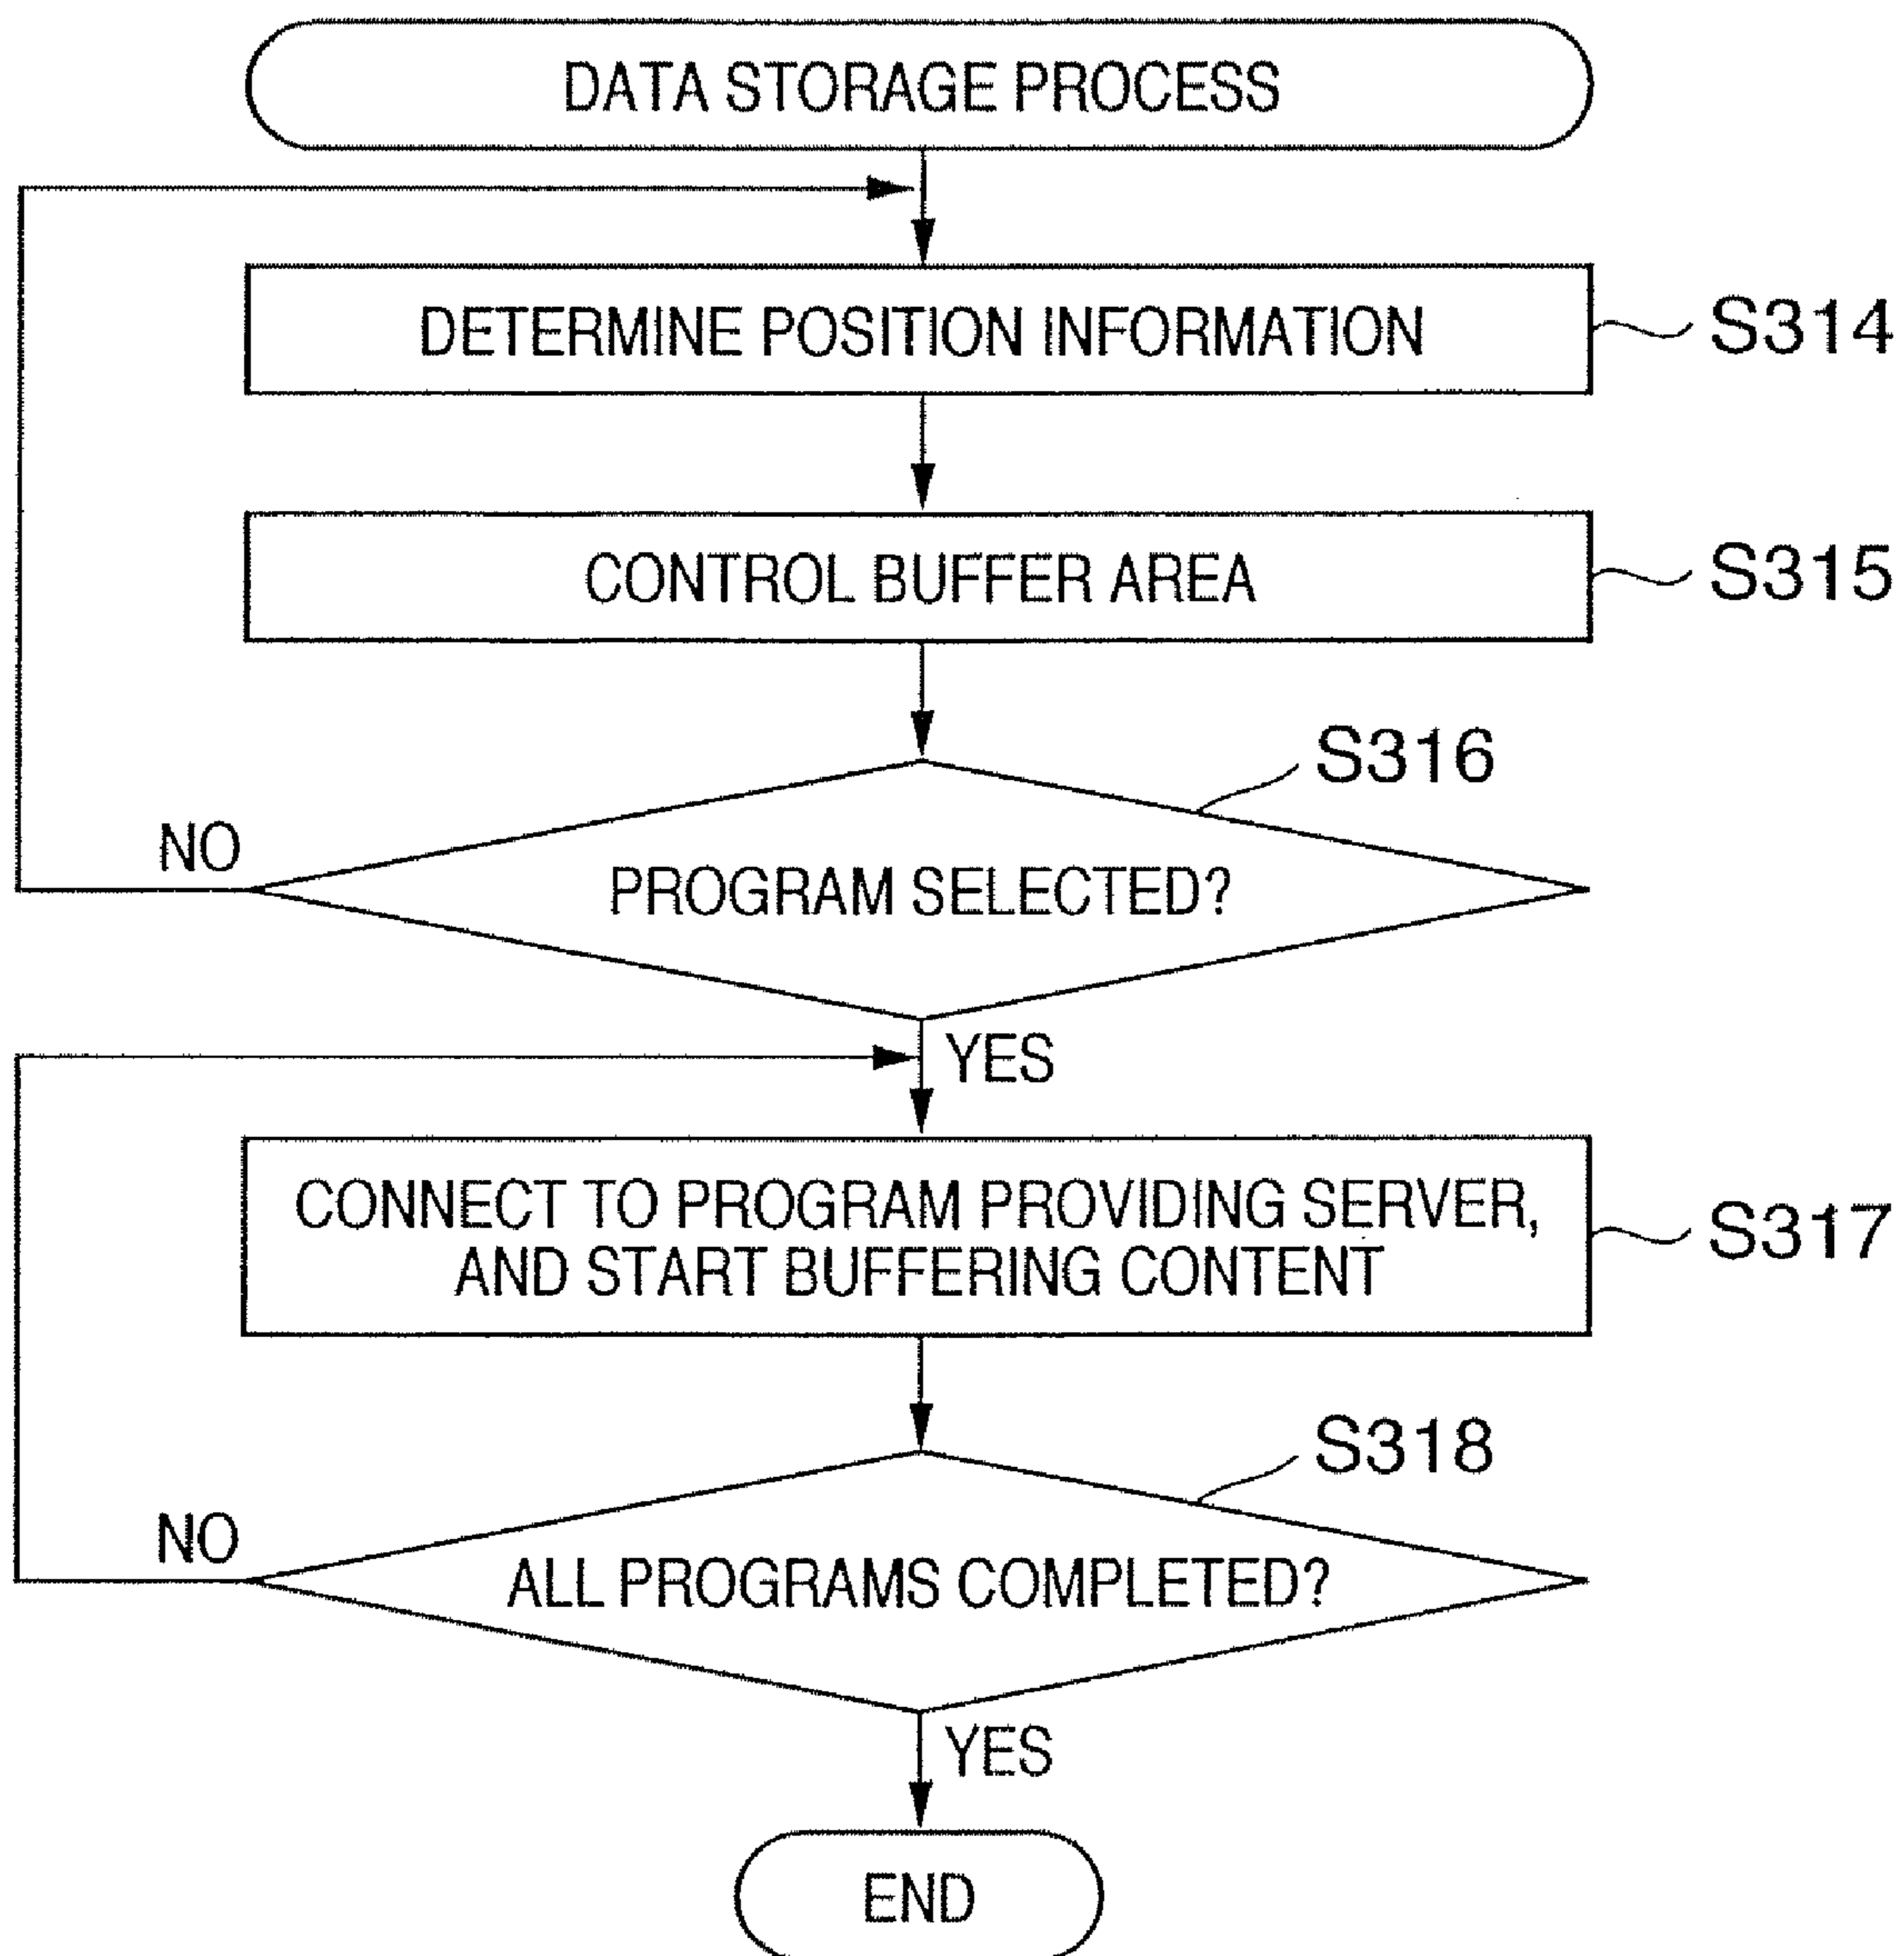 DATA STORAGE PROCESS
DETERMINE POSITION INFORMATION
S314
CONTROL BUFFER AREA
S315
S316
NO
PROGRAM SELECTED?
YES
CONNECT TO PROGRAM PROVIDING SERVER,
AND START BUFFERING CONTENT
S317
S318
NO
ALL PROGRAMS COMPLETED?
YES
END